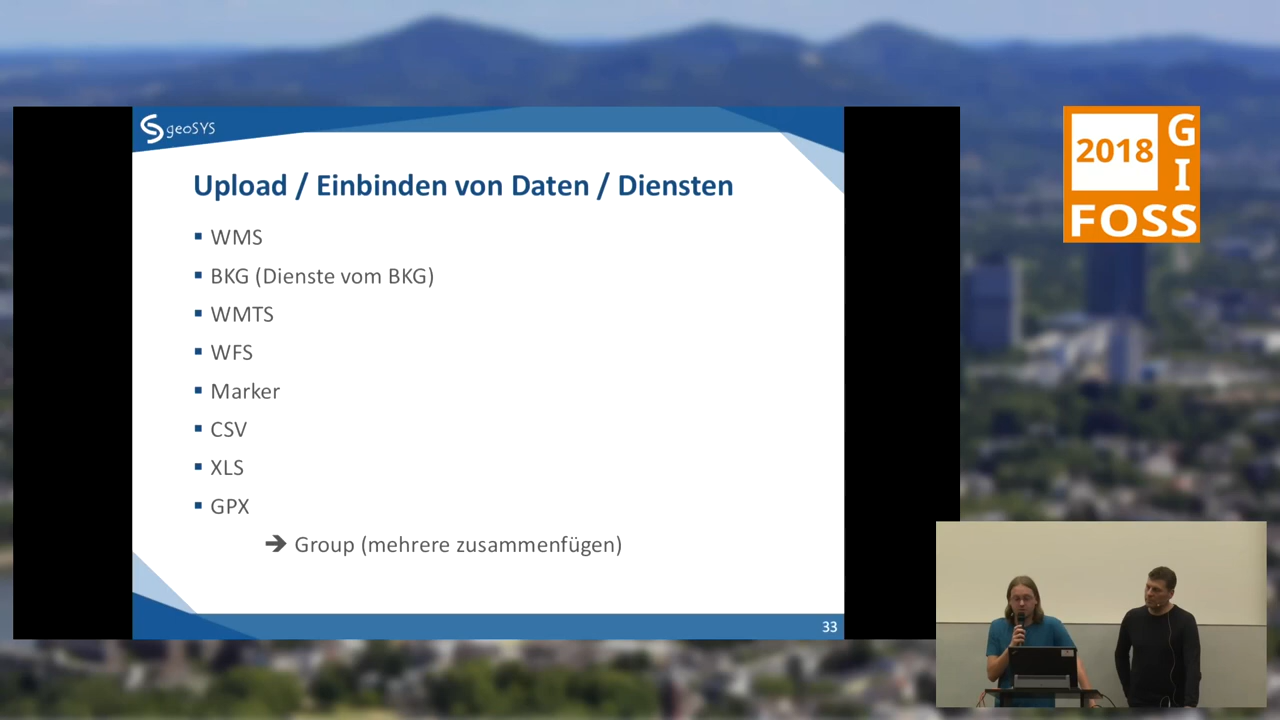 geoSYS
Upload / Einbinden von Daten / Diensten
▪ WMS
▪ BKG (Dienste vom BKG)
▪ WMTS
▪ WFS
▪ Marker
▪ CSV
▪ XLS
▪ GPX
➔ Group (mehrere zusammenfügen)
33
2018
GI
FOSS